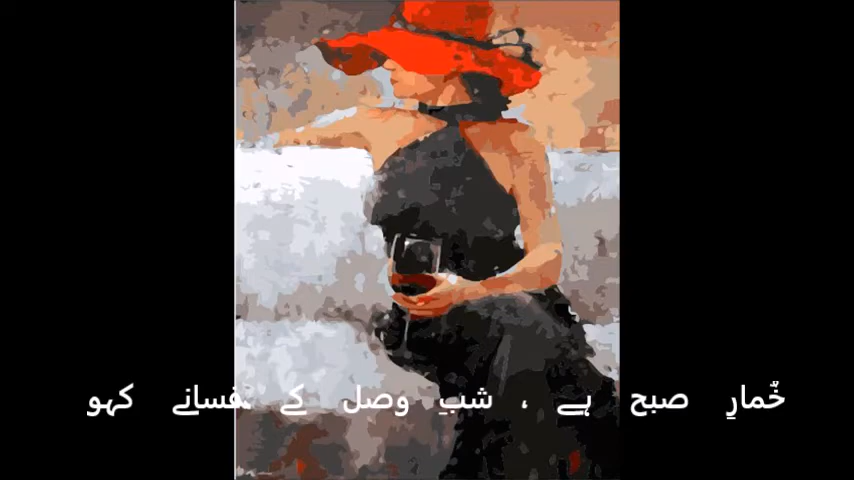 خُمارِ صبح ہے ، شبِ وصل کے فسانے کہو